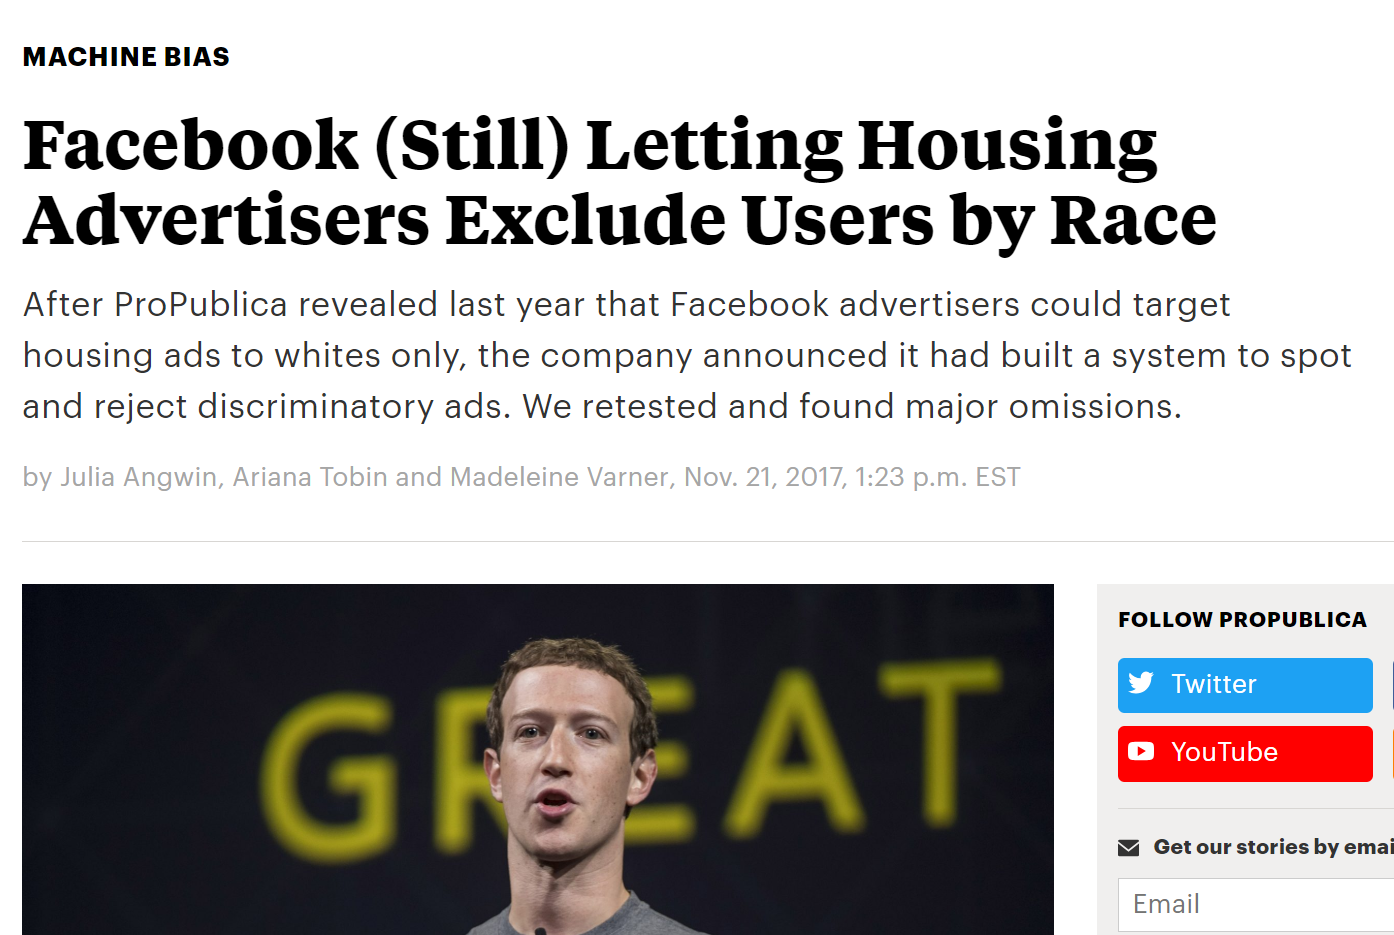 MACHINE BIAS
Facebook (Still) Letting Housing
Advertisers Exclude Users by Race
After ProPublica revealed last year that Facebook advertisers could target
housing ads to whites only, the company announced it had built a system to spot
and reject discriminatory ads. We retested and found major omissions.
by Julia Angwin, Ariana Tobin and Madeleine Varner, Nov. 21, 2017, 1:23 p.m. EST
GREAT
FOLLOW PROPUBLICA
Twitter
YouTube
Get our stories by emai
Email